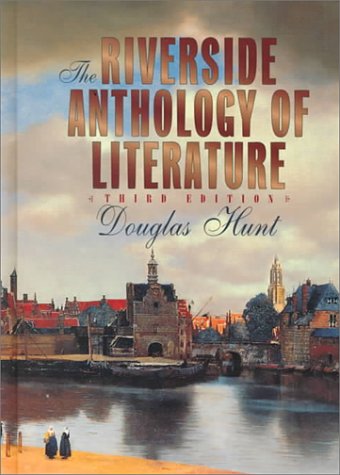 The RIVERSIDE
ANTHOLOGY OF
LITERATURE
THIRD EDITION
Douglas Hunt